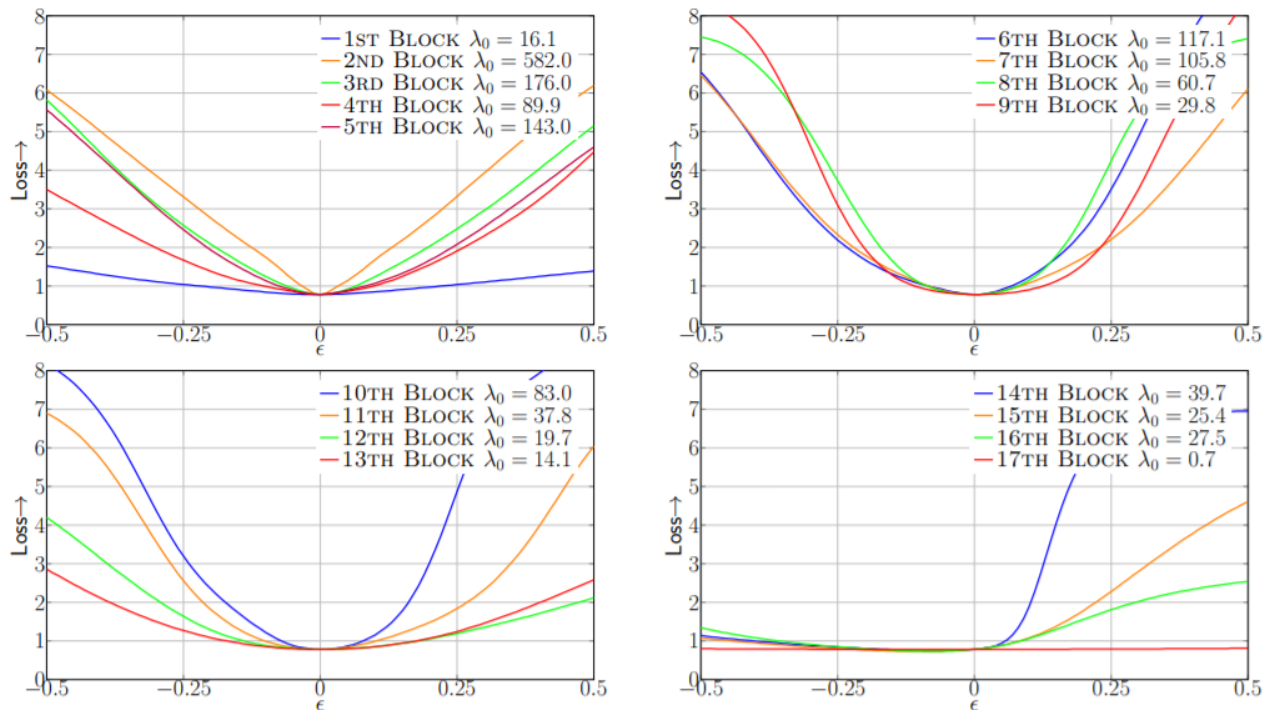 8
7
6
5
4
3
2
1
0
Loss→
−0.5
−0.25
0
0.25
0.5
ϵ
1ST BLOCK λ₀ = 16.1
2ND BLOCK λ₀ = 582.0
3RD BLOCK λ₀ = 176.0
4TH BLOCK λ₀ = 89.9
5TH BLOCK λ₀ = 143.0
8
7
6
5
4
3
2
1
0
Loss→
−0.5
−0.25
0
0.25
0.5
ϵ
6TH BLOCK λ₀ = 117.1
7TH BLOCK λ₀ = 105.8
8TH BLOCK λ₀ = 60.7
9TH BLOCK λ₀ = 29.8
8
7
6
5
4
3
2
1
0
Loss→
−0.5
−0.25
0
0.25
0.5
ϵ
10TH BLOCK λ₀ = 83.0
11TH BLOCK λ₀ = 37.8
12TH BLOCK λ₀ = 19.7
13TH BLOCK λ₀ = 14.1
8
7
6
5
4
3
2
1
0
Loss→
−0.5
−0.25
0
0.25
0.5
ϵ
14TH BLOCK λ₀ = 39.7
15TH BLOCK λ₀ = 25.4
16TH BLOCK λ₀ = 27.5
17TH BLOCK λ₀ = 0.7